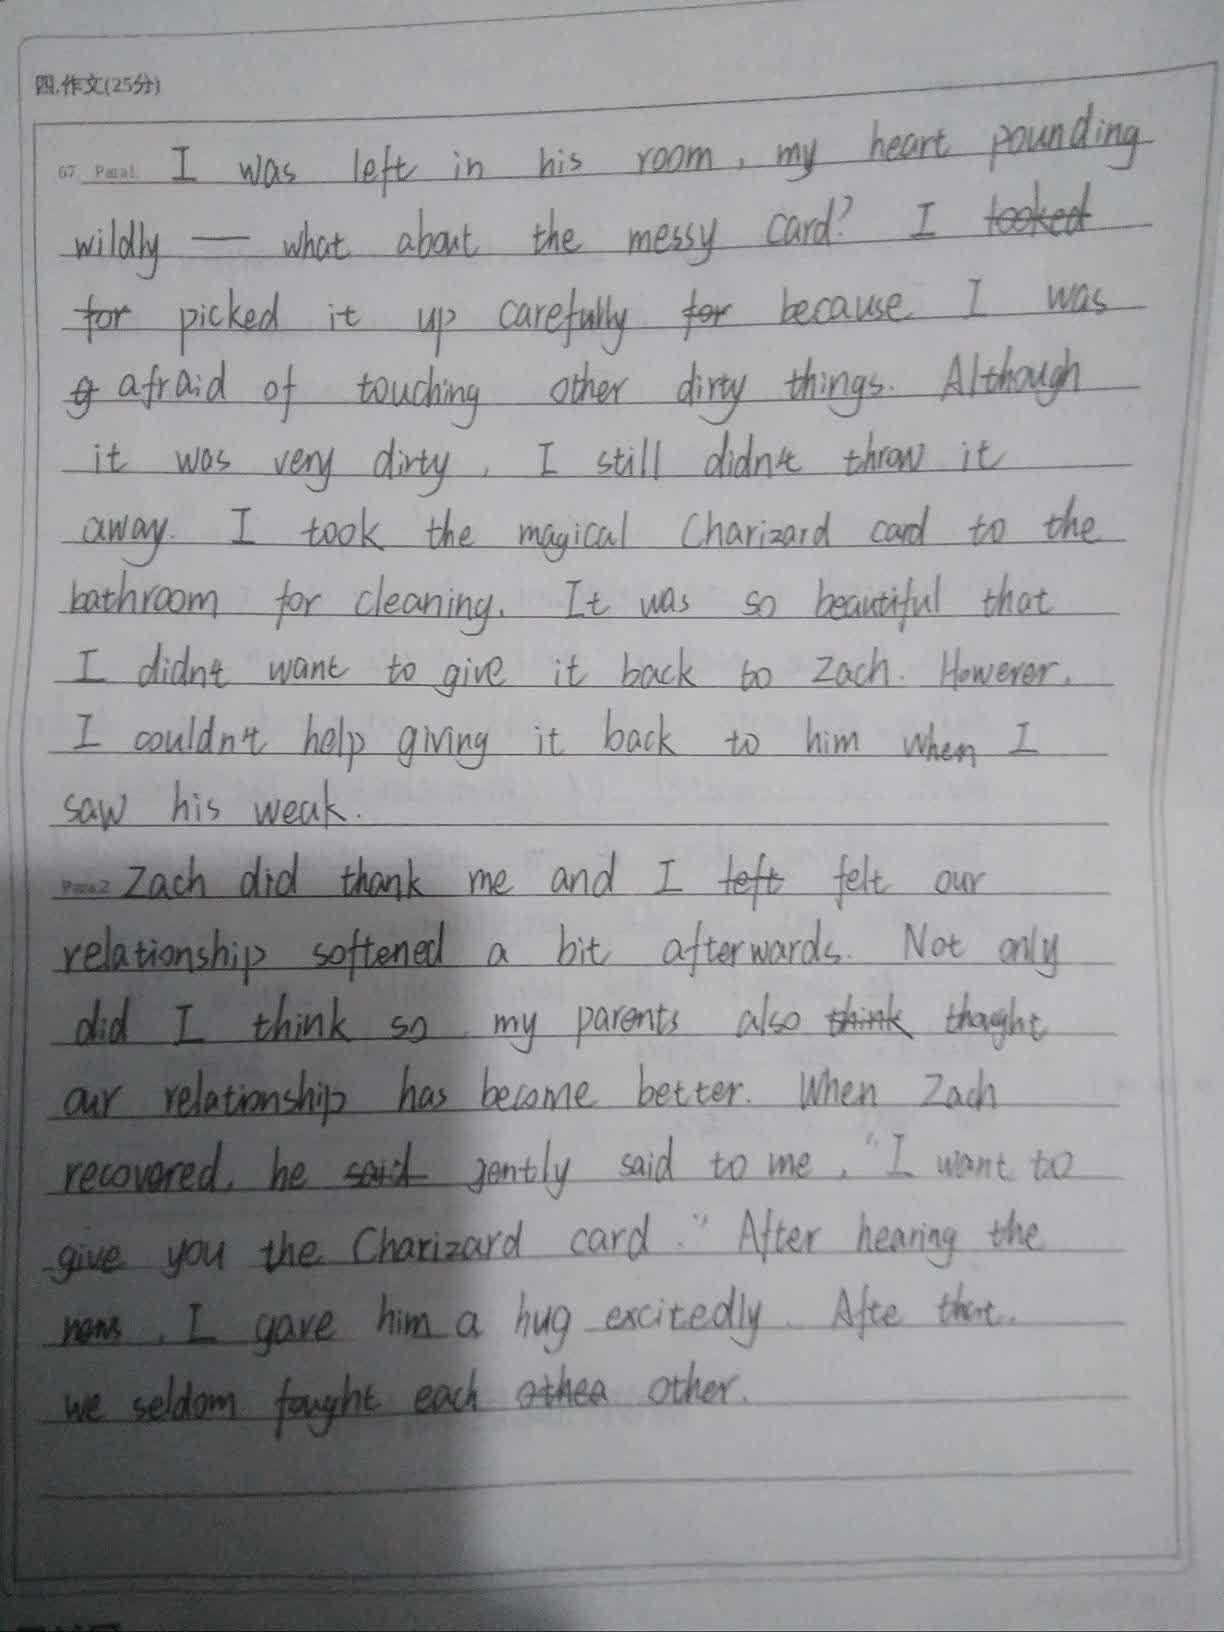 四.作文(25分)
67 Para1. I was left in his room, my heart pounding
wildly — what about the messy card? I looked
for picked it up carefully for because I was
afraid of touching other dirty things. Although
it was very dirty, I still didn't throw it
away. I took the magical Charizard card to the
bathroom for cleaning. It was so beautiful that
I didn't want to give it back to Zach. However,
I couldn't help giving it back to him when I
saw his weak.
Para2 Zach did thank me and I left felt our
relationship softened a bit afterwards. Not only
did I think so, my parents also think thought
our relationship has become better. When Zach
recovered, he said gently said to me, "I want to
give you the Charizard card." After hearing the
news, I gave him a hug excitedly. Afte that,
we seldom fought each othea other.